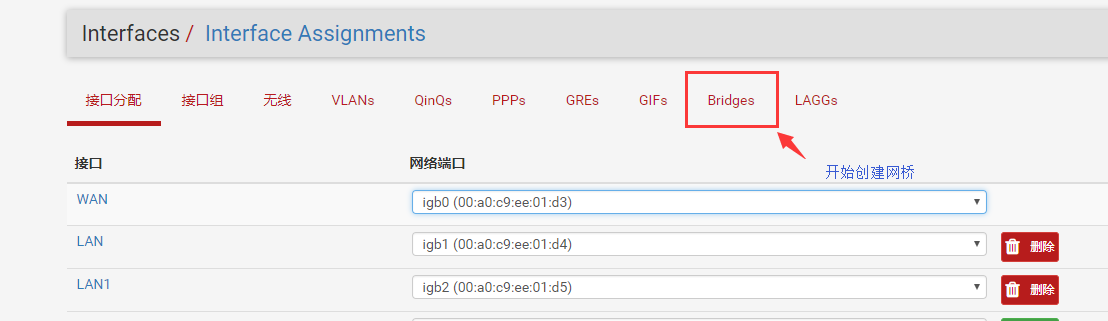 Interfaces / Interface Assignments
接口分配 接口组 无线 VLANs QinQs PPPs GREs GIFs Bridges LAGGs
接口 网络端口
开始创建网桥
WAN igb0 (00:a0:c9:ee:01:d3)
LAN igb1 (00:a0:c9:ee:01:d4) 删除
LAN1 igb2 (00:a0:c9:ee:01:d5) 删除